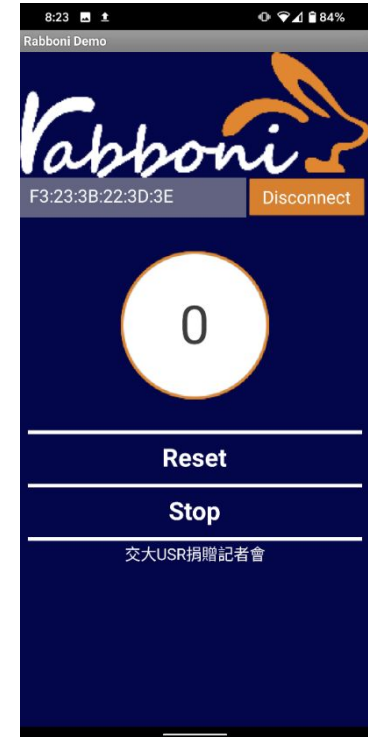 8:23 84%
Rabboni Demo
rabboni
F3:23:3B:22:3D:3E Disconnect
0
Reset
Stop
交大USR捐贈記者會